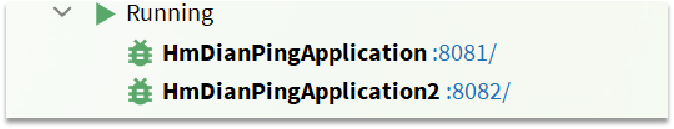 Running
HmDianPingApplication :8081/
HmDianPingApplication2 :8082/